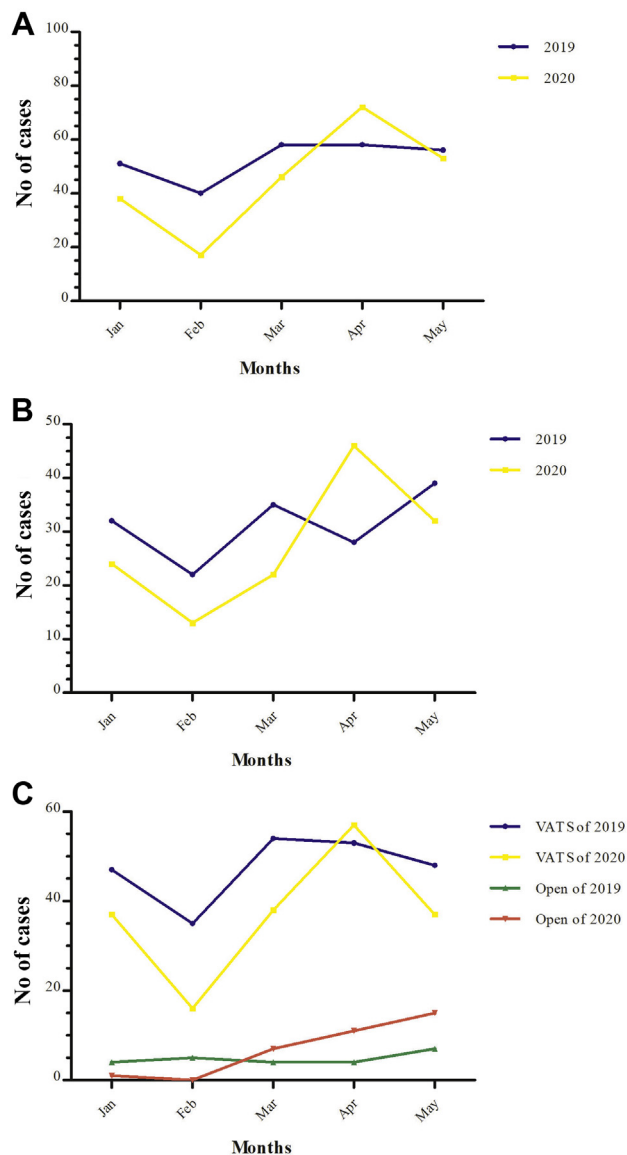 A
100
80
60
40
20
0
No of cases
Jan
Feb
Mar
Apr
May
Months
2019
2020
B
50
40
30
20
10
0
No of cases
Jan
Feb
Mar
Apr
May
Months
2019
2020
C
60
40
20
0
No of cases
Jan
Feb
Mar
Apr
May
Months
VATS of 2019
VATS of 2020
Open of 2019
Open of 2020